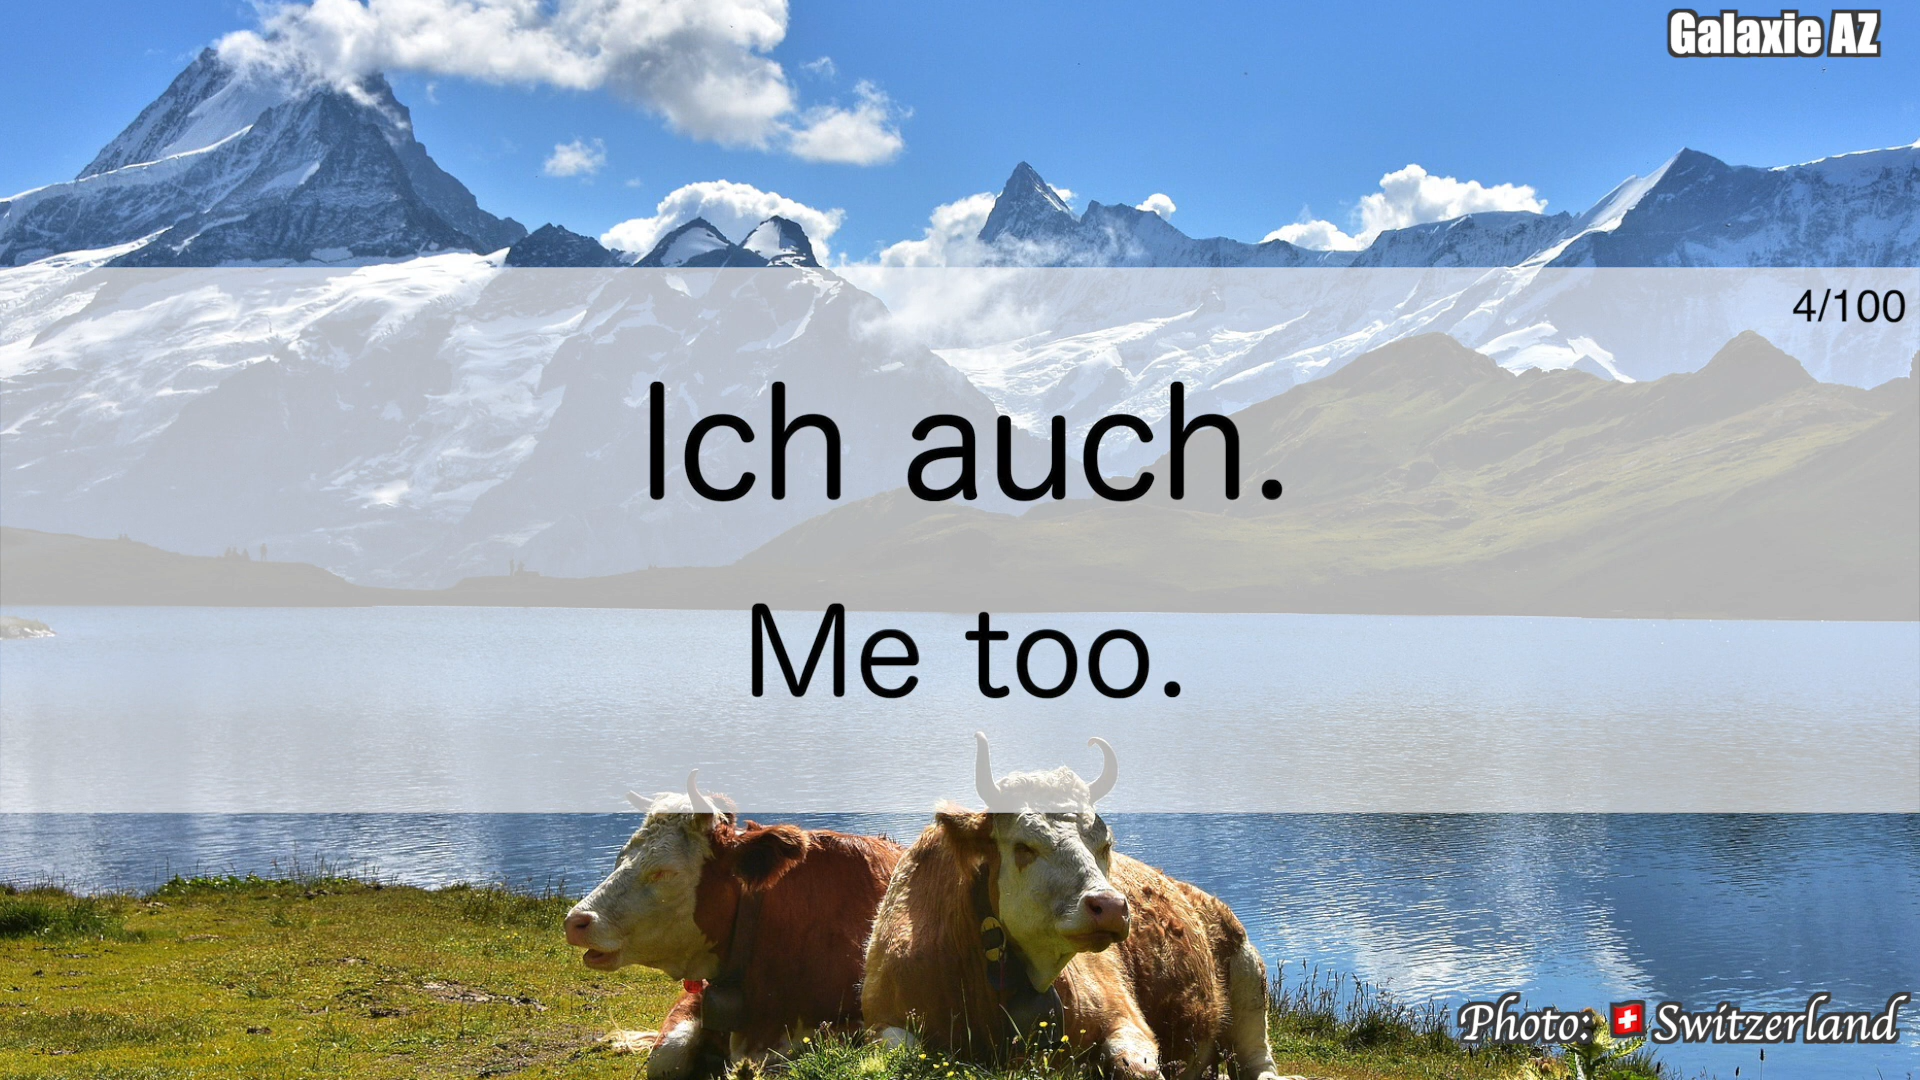 Galaxie AZ
4/100
Ich auch.
Me too.
Photo: 🇨🇭 Switzerland